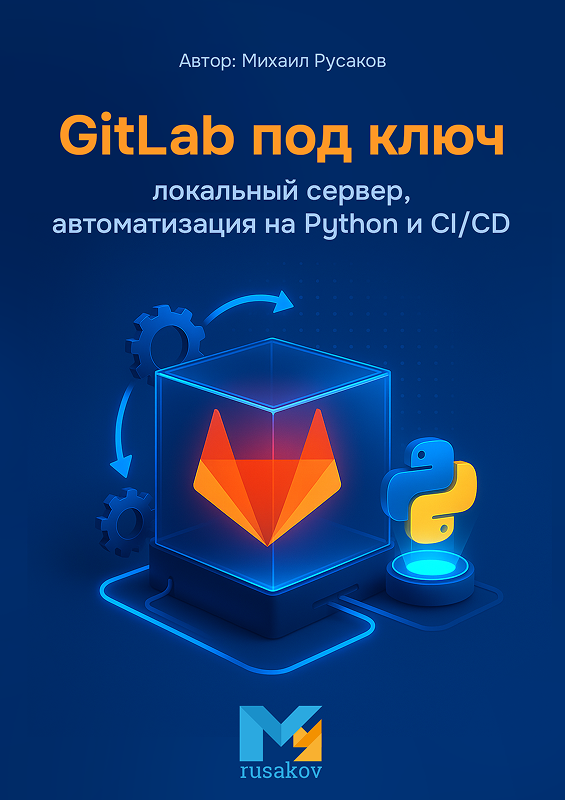 Автор: Михаил Русаков
GitLab под ключ
локальный сервер,
автоматизация на Python и CI/CD
rusakov